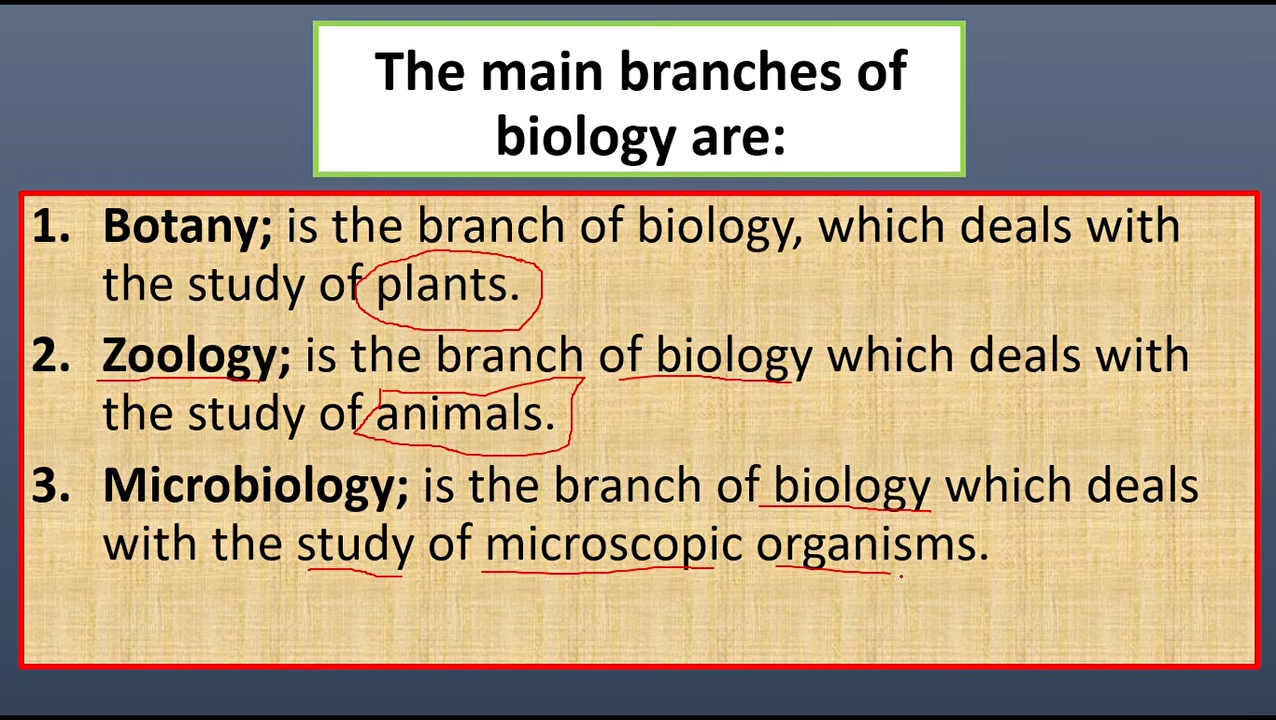 The main branches of
biology are:
1. Botany; is the branch of biology, which deals with
the study of plants.
2. Zoology; is the branch of biology which deals with
the study of animals.
3. Microbiology; is the branch of biology which deals
with the study of microscopic organisms.